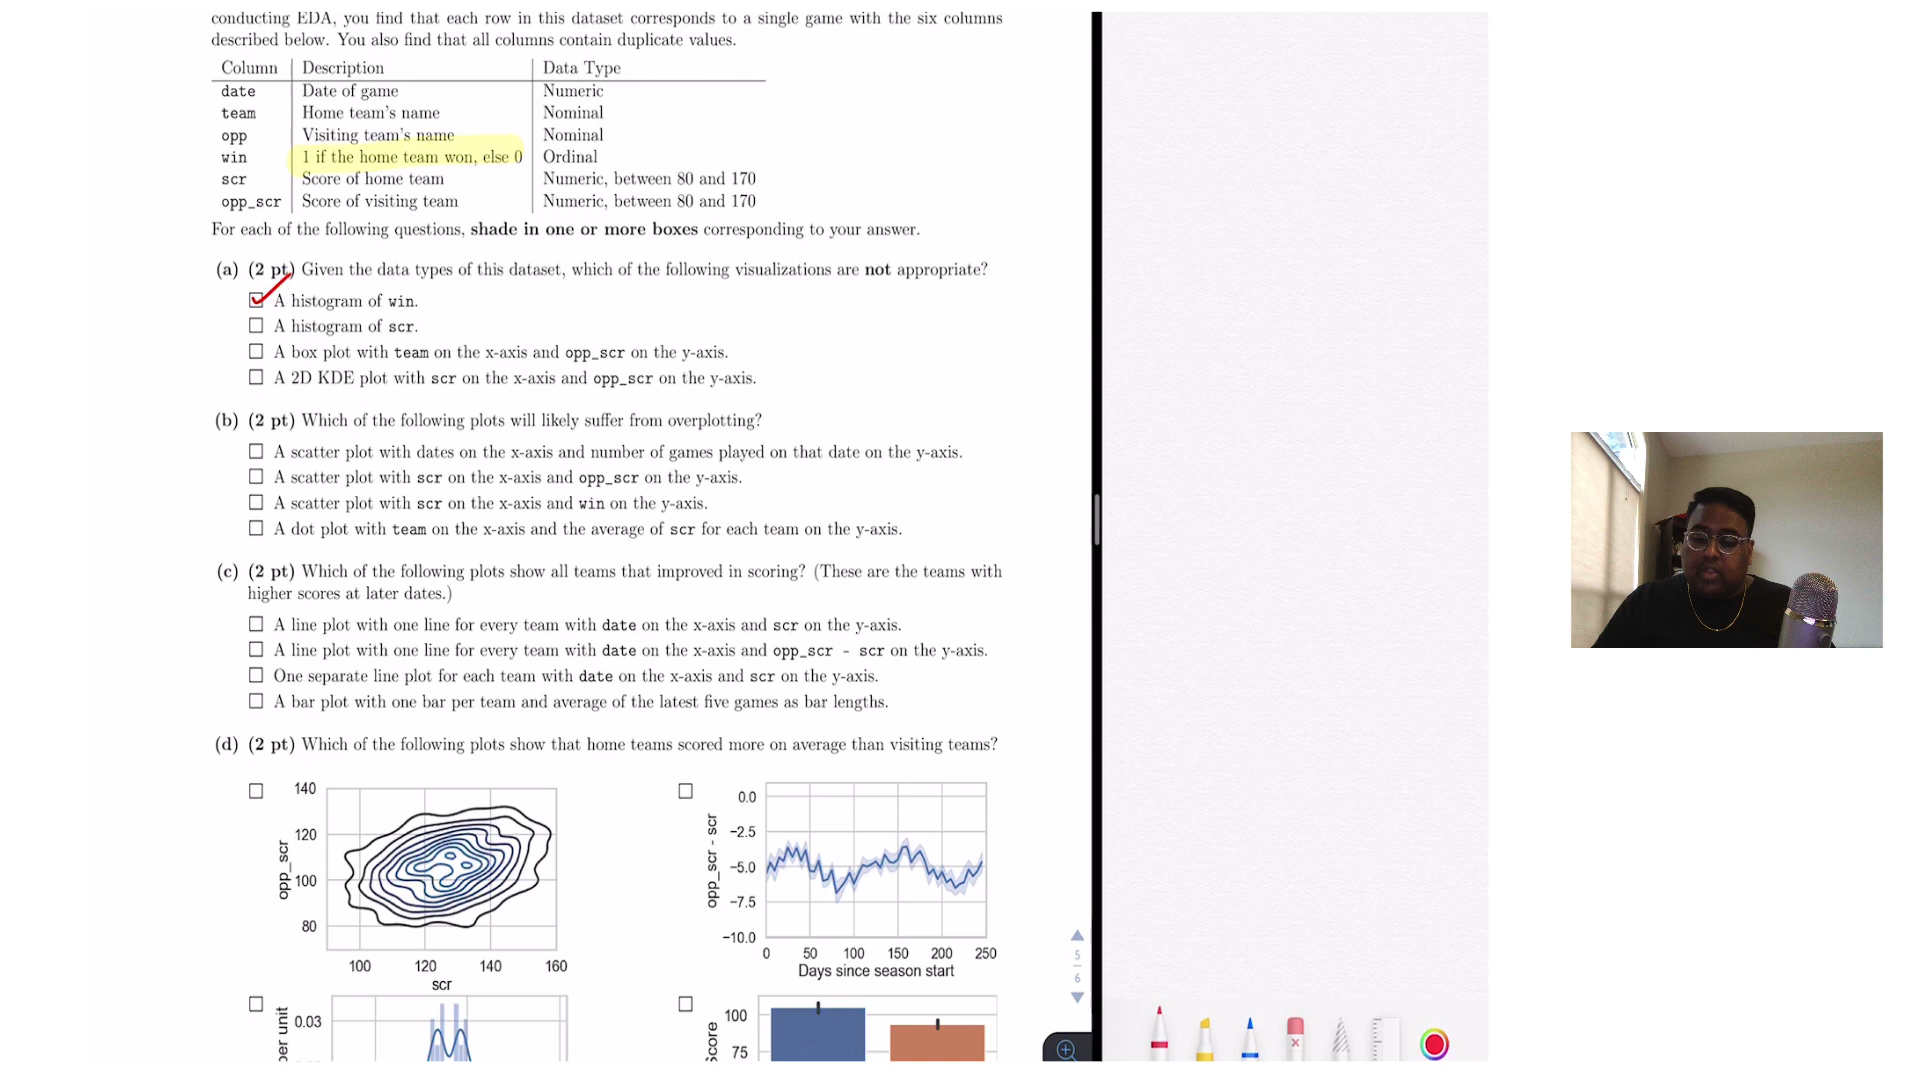 conducting EDA, you find that each row in this dataset corresponds to a single game with the six columns
described below. You also find that all columns contain duplicate values.
Column Description Data Type
date Date of game Numeric
team Home team's name Nominal
opp Visiting team's name Nominal
win 1 if the home team won, else 0 Ordinal
scr Score of home team Numeric, between 80 and 170
opp_scr Score of visiting team Numeric, between 80 and 170
For each of the following questions, shade in one or more boxes corresponding to your answer.
(a) (2 pt) Given the data types of this dataset, which of the following visualizations are not appropriate?
A histogram of win.
A histogram of scr.
A box plot with team on the x-axis and opp_scr on the y-axis.
A 2D KDE plot with scr on the x-axis and opp_scr on the y-axis.
(b) (2 pt) Which of the following plots will likely suffer from overplotting?
A scatter plot with dates on the x-axis and number of games played on that date on the y-axis.
A scatter plot with scr on the x-axis and opp_scr on the y-axis.
A scatter plot with scr on the x-axis and win on the y-axis.
A dot plot with team on the x-axis and the average of scr for each team on the y-axis.
(c) (2 pt) Which of the following plots show all teams that improved in scoring? (These are the teams with
higher scores at later dates.)
A line plot with one line for every team with date on the x-axis and scr on the y-axis.
A line plot with one line for every team with date on the x-axis and opp_scr - scr on the y-axis.
One separate line plot for each team with date on the x-axis and scr on the y-axis.
A bar plot with one bar per team and average of the latest five games as bar lengths.
(d) (2 pt) Which of the following plots show that home teams scored more on average than visiting teams?
140
120
100
80
opp_scr
100 120 140 160
scr
0.0
-2.5
-5.0
-7.5
-10.0
opp_scr - scr
0 50 100 150 200 250
Days since season start
5
6
0.03
per unit
100
75
Score